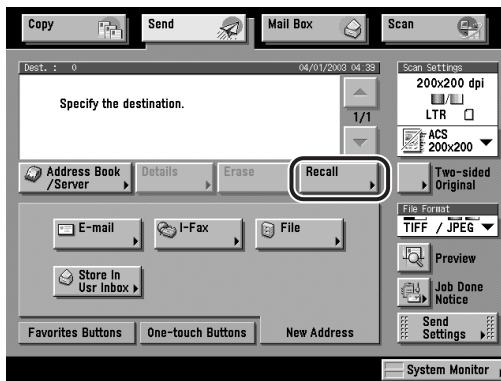 Copy
Send
Mail Box
Scan
Dest. : 0
04/01/2003 04:39
Specify the destination.
1/1
Scan Settings
200x200 dpi
LTR
ACS
200x200
Address Book
/Server
Details
Erase
Recall
Two-sided
Original
File Format
TIFF / JPEG
E-mail
I-Fax
File
Store In
Usr Inbox
Preview
Job Done
Notice
Favorites Buttons
One-touch Buttons
New Address
Send
Settings
System Monitor